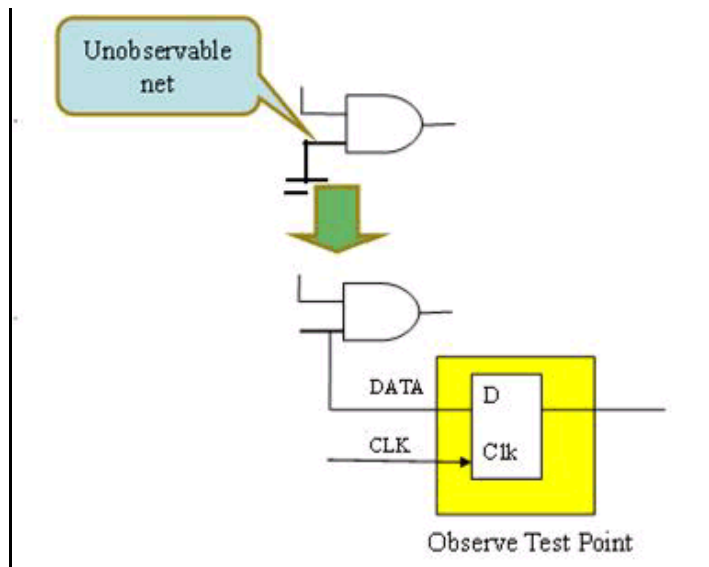 Unobservable
net
DATA
D
CLK
Clk
Observe Test Point